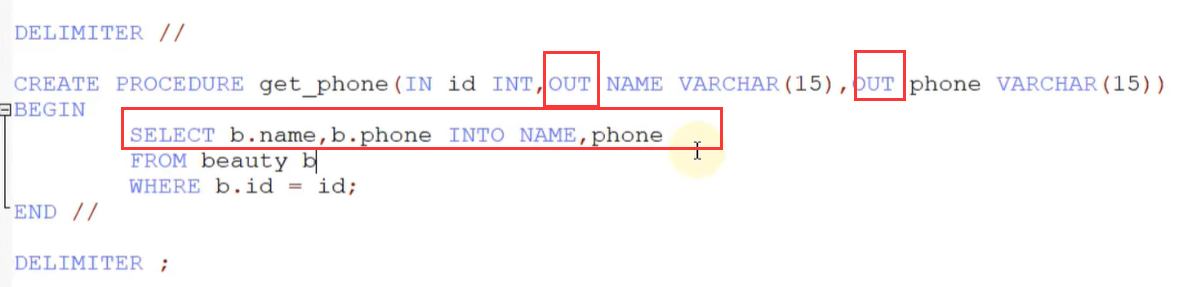 DELIMITER //
CREATE PROCEDURE get_phone(IN id INT,OUT NAME VARCHAR(15),OUT phone VARCHAR(15))
BEGIN
SELECT b.name,b.phone INTO NAME,phone
FROM beauty b
WHERE b.id = id;
END //
DELIMITER ;